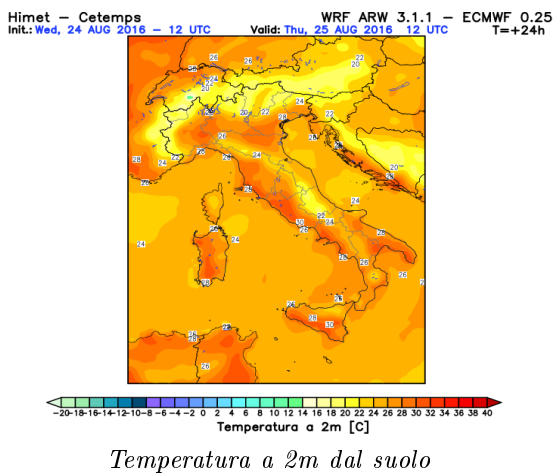 Himet – Cetemps WRF ARW 3.1.1 – ECMWF 0.25
Init.: Wed, 24 AUG 2016 – 12 UTC Valid: Thu, 25 AUG 2016 12 UTC T=+24h
-20-18-16-14-12-10-8 -6 -4 -2 0 2 4 6 8 10 12 14 16 18 20 22 24 26 28 30 32 34 36 38 40
Temperatura a 2m [C]
Temperatura a 2m dal suolo